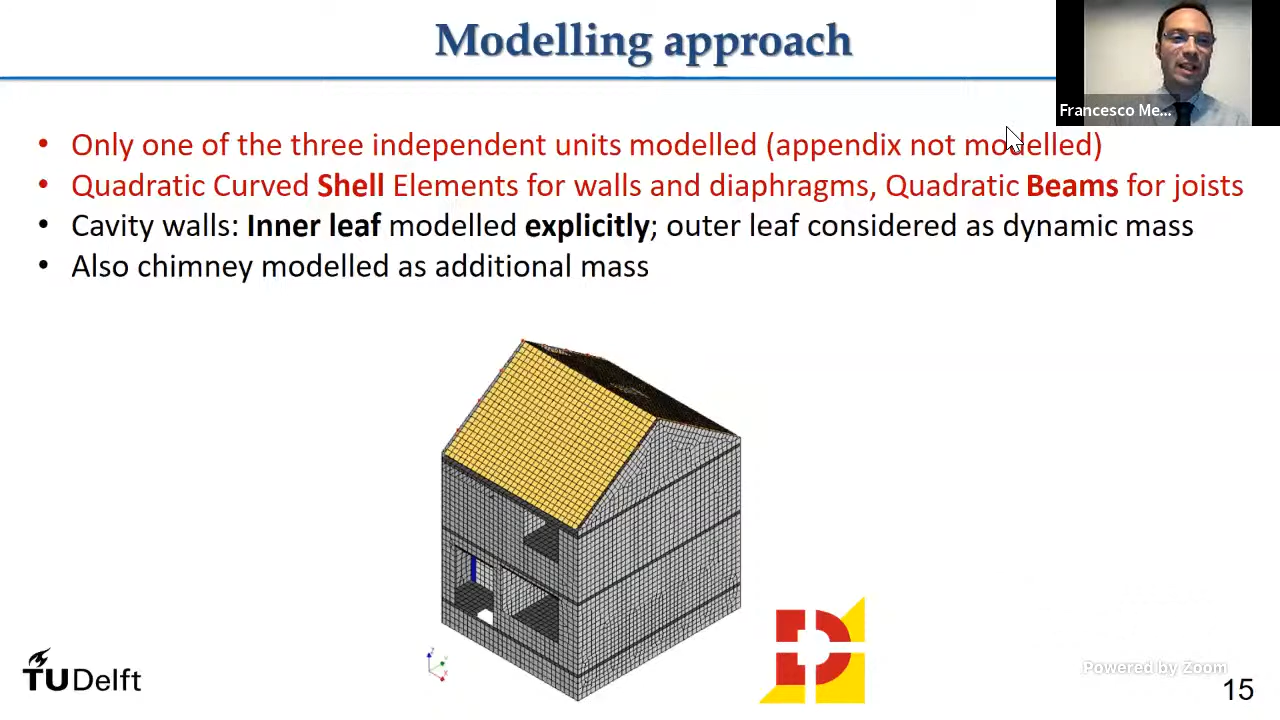 Modelling approach
Francesco Me...
• Only one of the three independent units modelled (appendix not modelled)
• Quadratic Curved Shell Elements for walls and diaphragms, Quadratic Beams for joists
• Cavity walls: Inner leaf modelled explicitly; outer leaf considered as dynamic mass
• Also chimney modelled as additional mass
TUDelft
Powered by Zoom
15